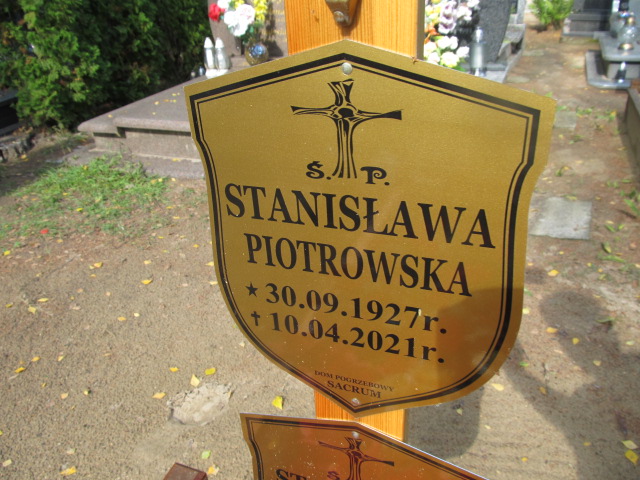 Ś. P.
STANISŁAWA
PIOTROWSKA
★ 30.09.1927r.
✝ 10.04.2021r.
DOM POGRZEBOWY
SACRUM